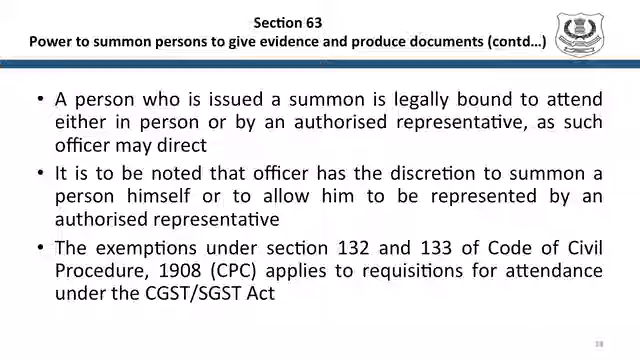 Section 63
Power to summon persons to give evidence and produce documents (contd…)
• A person who is issued a summon is legally bound to attend
either in person or by an authorised representative, as such
officer may direct
• It is to be noted that officer has the discretion to summon a
person himself or to allow him to be represented by an
authorised representative
• The exemptions under section 132 and 133 of Code of Civil
Procedure, 1908 (CPC) applies to requisitions for attendance
under the CGST/SGST Act
38